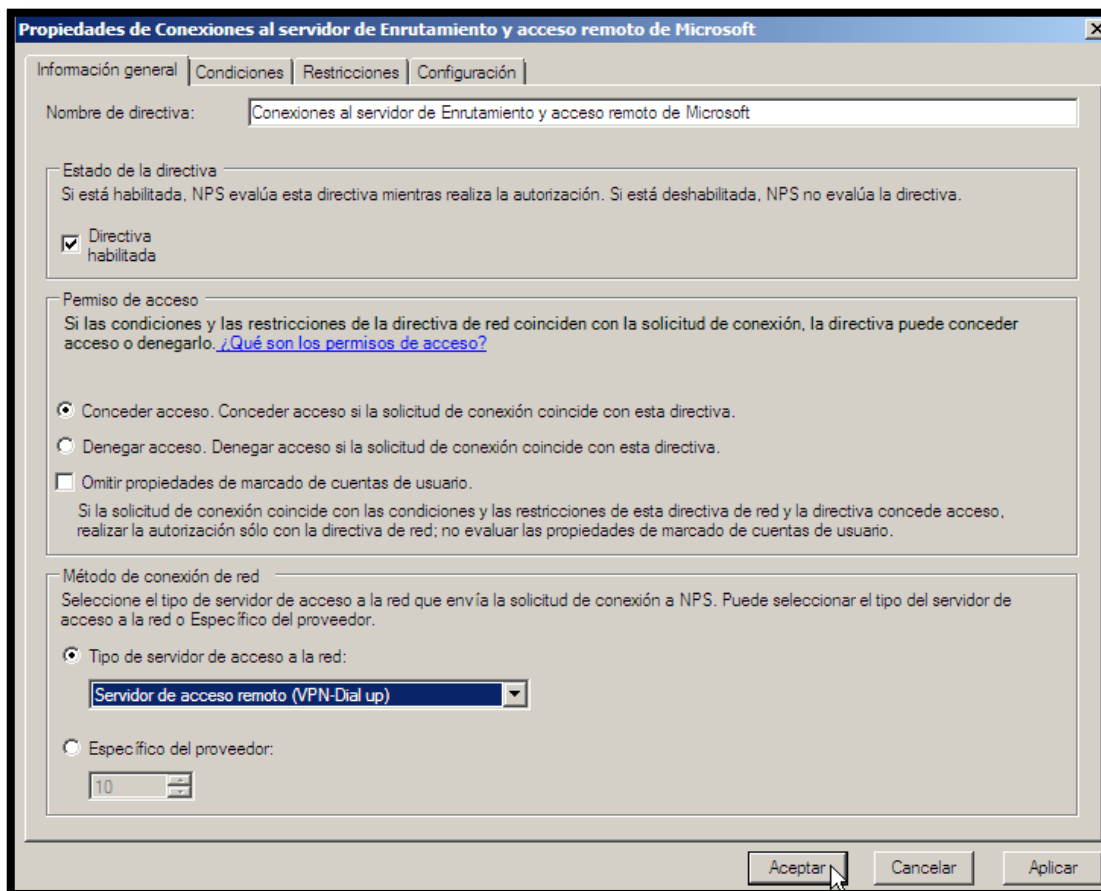 Propiedades de Conexiones al servidor de Enrutamiento y acceso remoto de Microsoft
Información general
Condiciones
Restricciones
Configuración
Nombre de directiva:
Conexiones al servidor de Enrutamiento y acceso remoto de Microsoft
Estado de la directiva
Si está habilitada, NPS evalúa esta directiva mientras realiza la autorización. Si está deshabilitada, NPS no evalúa la directiva.
Directiva
habilitada
Permiso de acceso
Si las condiciones y las restricciones de la directiva de red coinciden con la solicitud de conexión, la directiva puede conceder
acceso o denegarlo. ¿Qué son los permisos de acceso?
Conceder acceso. Conceder acceso si la solicitud de conexión coincide con esta directiva.
Denegar acceso. Denegar acceso si la solicitud de conexión coincide con esta directiva.
Omitir propiedades de marcado de cuentas de usuario.
Si la solicitud de conexión coincide con las condiciones y las restricciones de esta directiva de red y la directiva concede acceso,
realizar la autorización sólo con la directiva de red; no evaluar las propiedades de marcado de cuentas de usuario.
Método de conexión de red
Seleccione el tipo de servidor de acceso a la red que envía la solicitud de conexión a NPS. Puede seleccionar el tipo del servidor de
acceso a la red o Específico del proveedor.
Tipo de servidor de acceso a la red:
Servidor de acceso remoto (VPN-Dial up)
Específico del proveedor:
10
Aceptar
Cancelar
Aplicar